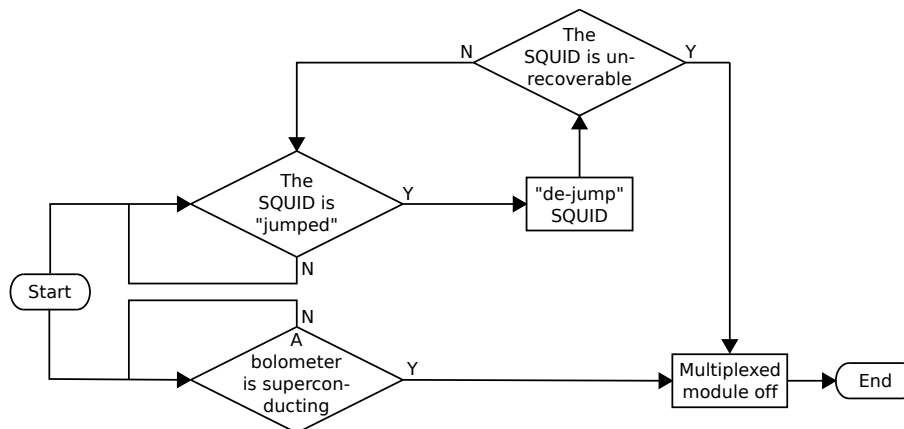 The
SQUID is un-
recoverable
N
Y
The
SQUID is
"jumped"
Y
N
"de-jump"
SQUID
Start
N
A
bolometer
is supercon-
ducting
Y
Multiplexed
module off
End